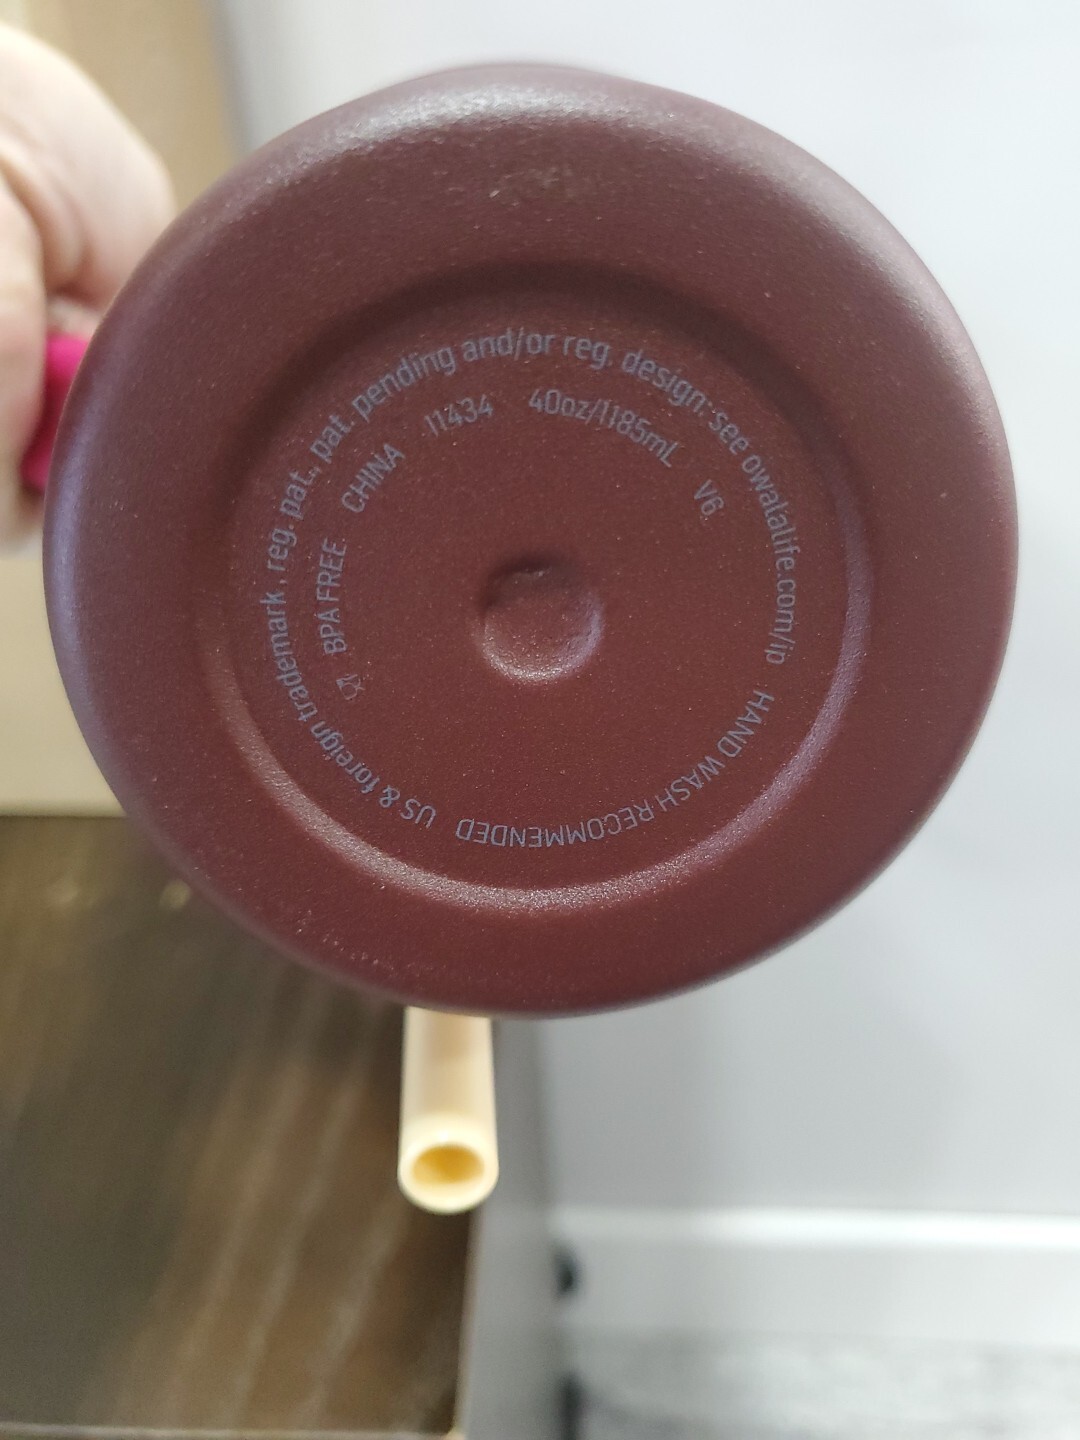 US & foreign trademark, reg. pat., pat. pending and/or reg. design: see owalalife.com/ip
HAND WASH RECOMMENDED
BPA FREE CHINA 11434 40oz/1185mL V6